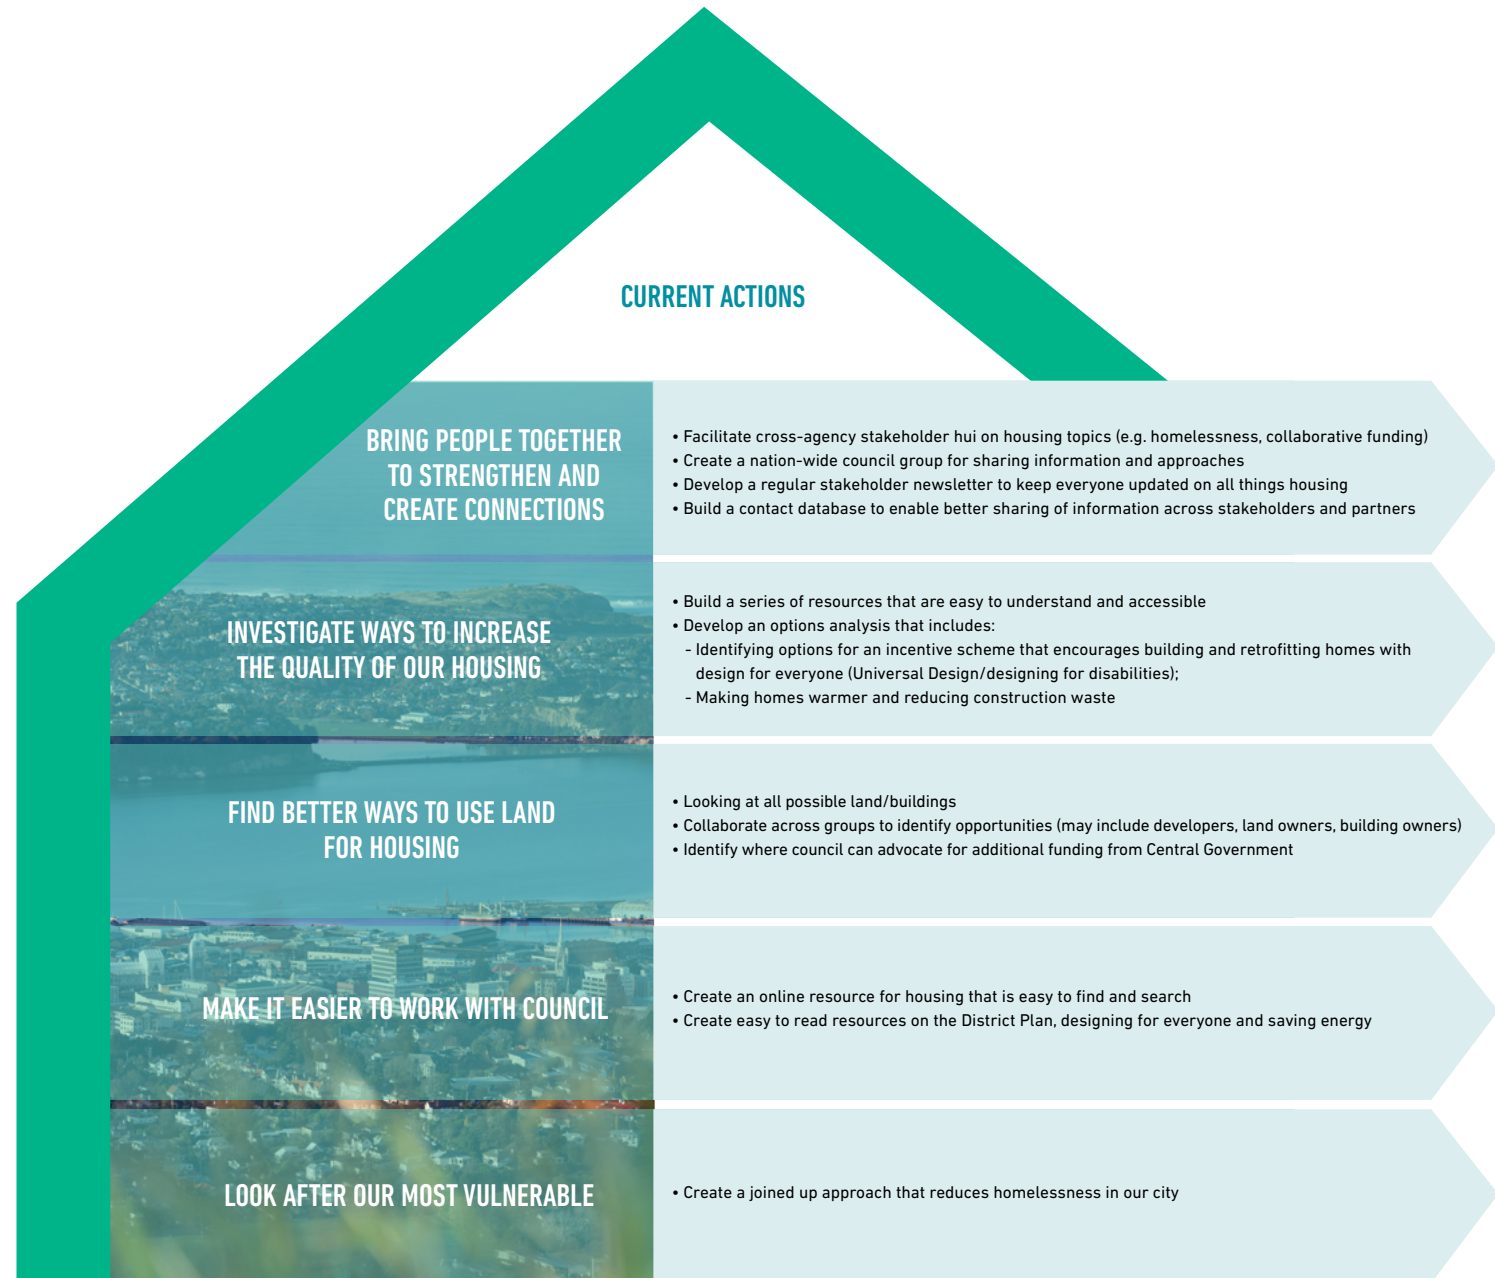 CURRENT ACTIONS
BRING PEOPLE TOGETHER
TO STRENGTHEN AND
CREATE CONNECTIONS
• Facilitate cross-agency stakeholder hui on housing topics (e.g. homelessness, collaborative funding)
• Create a nation-wide council group for sharing information and approaches
• Develop a regular stakeholder newsletter to keep everyone updated on all things housing
• Build a contact database to enable better sharing of information across stakeholders and partners
INVESTIGATE WAYS TO INCREASE
THE QUALITY OF OUR HOUSING
• Build a series of resources that are easy to understand and accessible
• Develop an options analysis that includes:
- Identifying options for an incentive scheme that encourages building and retrofitting homes with
design for everyone (Universal Design/designing for disabilities);
- Making homes warmer and reducing construction waste
FIND BETTER WAYS TO USE LAND
FOR HOUSING
• Looking at all possible land/buildings
• Collaborate across groups to identify opportunities (may include developers, land owners, building owners)
• Identify where council can advocate for additional funding from Central Government
MAKE IT EASIER TO WORK WITH COUNCIL
• Create an online resource for housing that is easy to find and search
• Create easy to read resources on the District Plan, designing for everyone and saving energy
LOOK AFTER OUR MOST VULNERABLE
• Create a joined up approach that reduces homelessness in our city